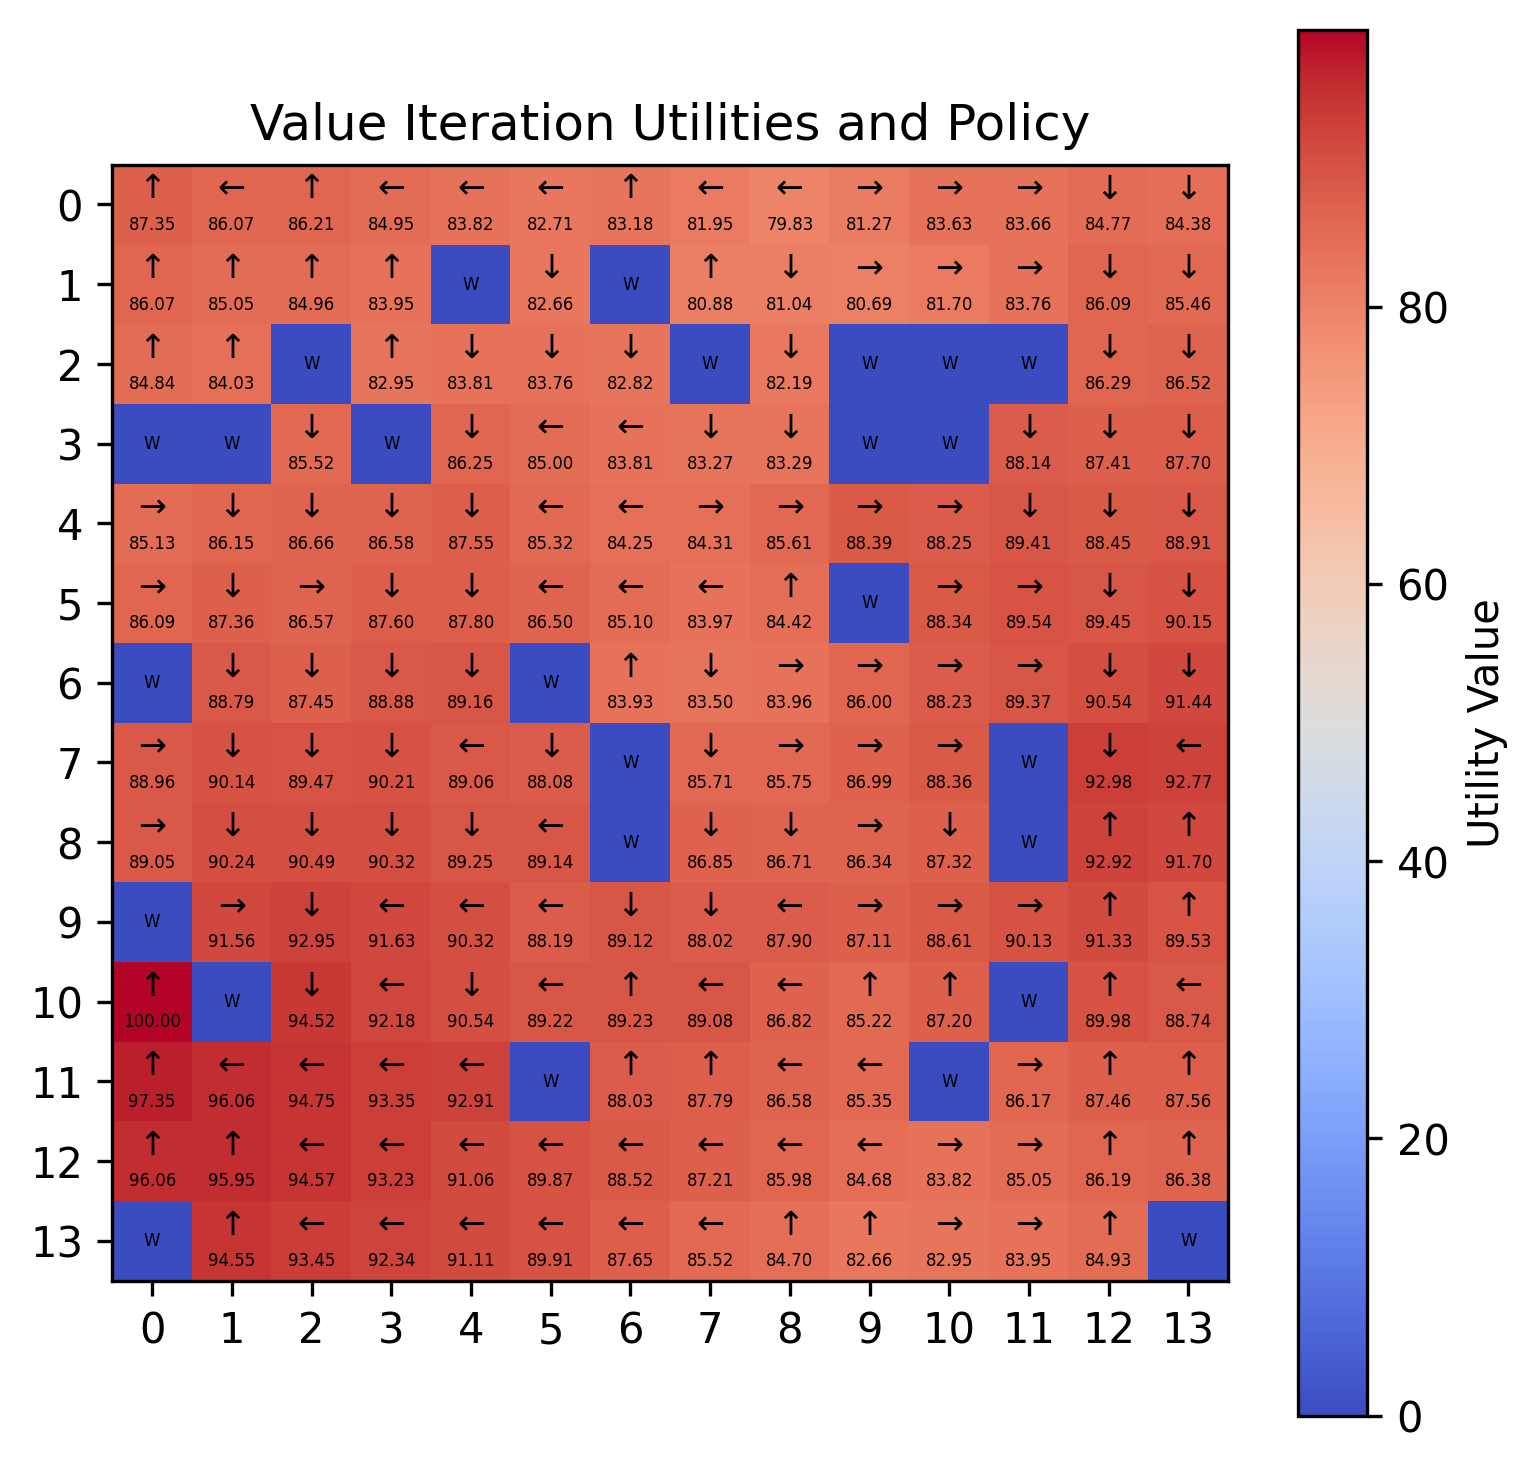 Value Iteration Utilities and Policy
0 ↑ ← ↑ ← ← ← ↑ ← ← → → → ↓ ↓
87.35 86.07 86.21 84.95 83.82 82.71 83.18 81.95 79.83 81.27 83.63 83.66 84.77 84.38
1 ↑ ↑ ↑ ↑ W ↓ W ↑ ↓ → → → ↓ ↓
86.07 85.05 84.96 83.95 82.66 80.88 81.04 80.69 81.70 83.76 86.09 85.46
2 ↑ ↑ W ↑ ↓ ↓ ↓ W ↓ W W W ↓ ↓
84.84 84.03 82.95 83.81 83.76 82.82 82.19 86.29 86.52
3 W W ↓ W ↓ ← ← ↓ ↓ W W ↓ ↓ ↓
85.52 86.25 85.00 83.81 83.27 83.29 88.14 87.41 87.70
4 → ↓ ↓ ↓ ↓ ← ← → → → → ↓ ↓ ↓
85.13 86.15 86.66 86.58 87.55 85.32 84.25 84.31 85.61 88.39 88.25 89.41 88.45 88.91
5 → ↓ → ↓ ↓ ← ← ← ↑ W → → ↓ ↓
86.09 87.36 86.57 87.60 87.80 86.50 85.10 83.97 84.42 88.34 89.54 89.45 90.15
6 W ↓ ↓ ↓ ↓ W ↑ ↓ → → → → ↓ ↓
88.79 87.45 88.88 89.16 83.93 83.50 83.96 86.00 88.23 89.37 90.54 91.44
7 → ↓ ↓ ↓ ← ↓ W ↓ → → → W ↓ ←
88.96 90.14 89.47 90.21 89.06 88.08 85.71 85.75 86.99 88.36 92.98 92.77
8 → ↓ ↓ ↓ ↓ ← W ↓ ↓ → ↓ W ↑ ↑
89.05 90.24 90.49 90.32 89.25 89.14 86.85 86.71 86.34 87.32 92.92 91.70
9 W → ↓ ← ← ← ↓ ↓ ← → → → ↑ ↑
91.56 92.95 91.63 90.32 88.19 89.12 88.02 87.90 87.11 88.61 90.13 91.33 89.53
10 ↑ W ↓ ← ↓ ← ↑ ← ← ↑ ↑ W ↑ ←
100.00 94.52 92.18 90.54 89.22 89.23 89.08 86.82 85.22 87.20 89.98 88.74
11 ↑ ← ← ← ← W ↑ ↑ ← ← W → ↑ ↑
97.35 96.06 94.75 93.35 92.91 88.03 87.79 86.58 85.35 86.17 87.46 87.56
12 ↑ ↑ ← ← ← ← ← ← ← ← → → ↑ ↑
96.06 95.95 94.57 93.23 91.06 89.87 88.52 87.21 85.98 84.68 83.82 85.05 86.19 86.38
13 W ↑ ← ← ← ← ← ← ↑ ↑ → → ↑ W
94.55 93.45 92.34 91.11 89.91 87.65 85.52 84.70 82.66 82.95 83.95 84.93
0 1 2 3 4 5 6 7 8 9 10 11 12 13
80
60
40
20
0
Utility Value